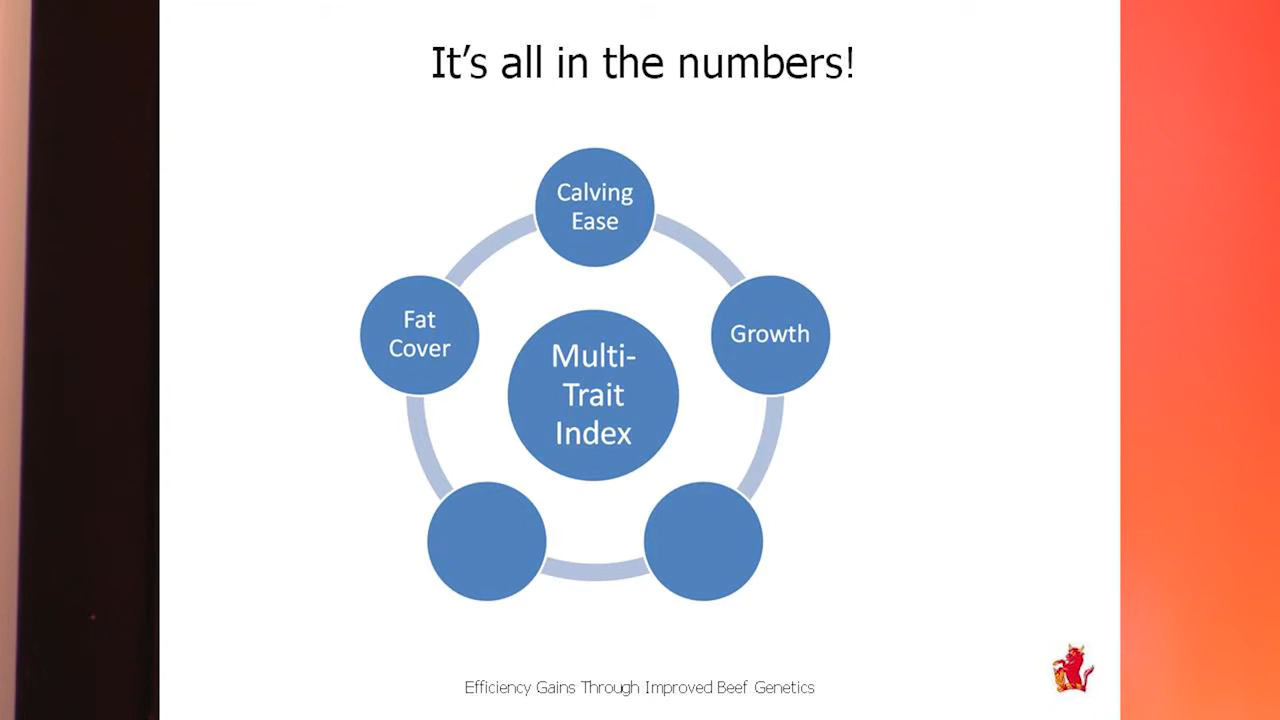 It's all in the numbers!
Calving
Ease
Fat
Cover
Growth
Multi-
Trait
Index
Efficiency Gains Through Improved Beef Genetics